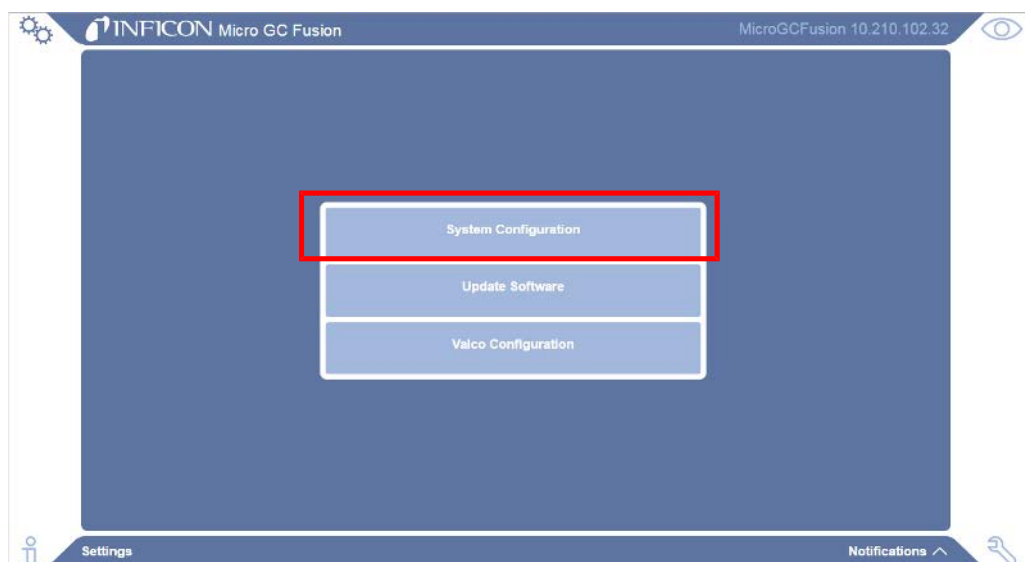 INFICON Micro GC Fusion
MicroGCFusion 10.210.102.32
System Configuration
Update Software
Valco Configuration
Settings
Notifications